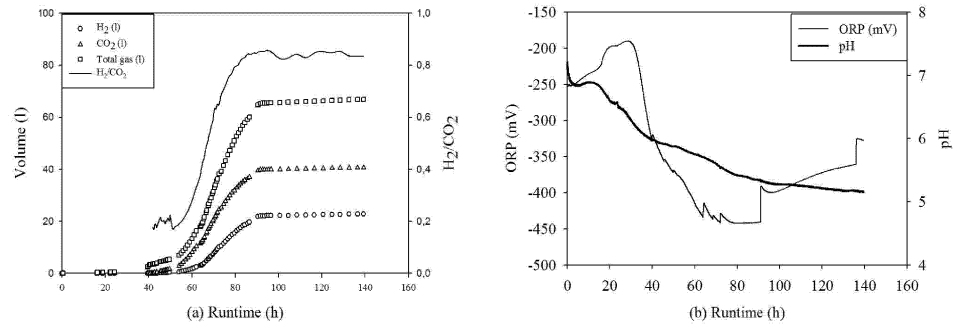 100
80
60
40
20
0
Volume (l)
H2 (l)
CO2 (l)
Total gas (l)
H2/CO2
1,0
0,8
0,6
0,4
0,2
0,0
H2/CO2
0 20 40 60 80 100 120 140 160
(a) Runtime (h)
-150
-200
-250
-300
-350
-400
-450
-500
ORP (mV)
ORP (mV)
pH
8
7
6
5
4
pH
0 20 40 60 80 100 120 140 160
(b) Runtime (h)